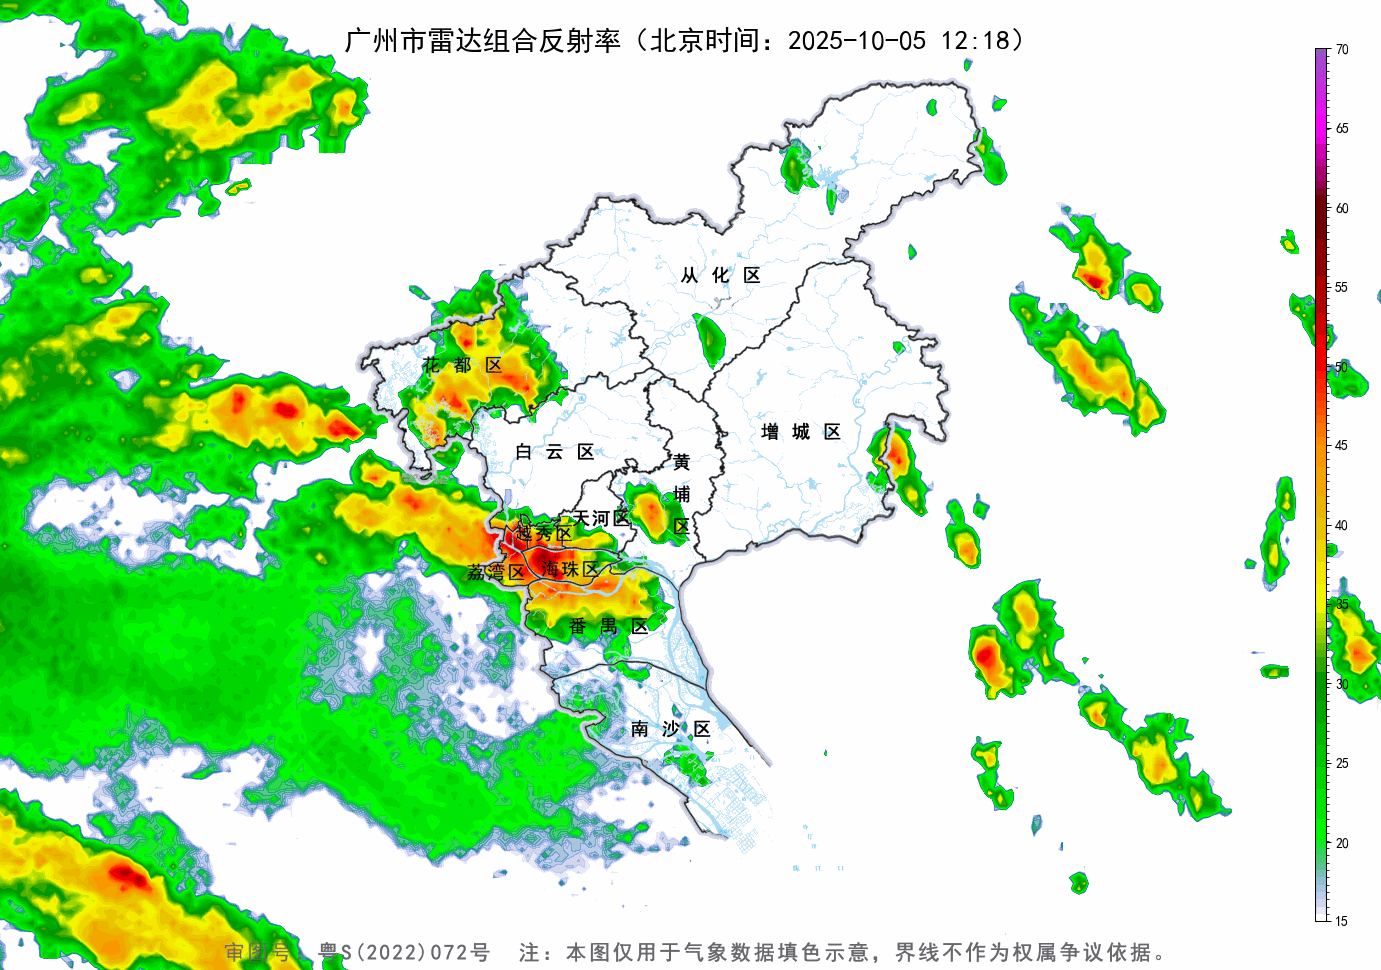 广州市雷达组合反射率（北京时间：2025-10-05 12:18）
70
65
60
从化区
55
花都区
50
增城区
白云区
45
黄埔区
天河区
越秀区
40
荔湾区
海珠区
35
番禺区
30
南沙区
25
20
15
审图号：粤S(2022)072号 注：本图仅用于气象数据填色示意，界线不作为权属争议依据。